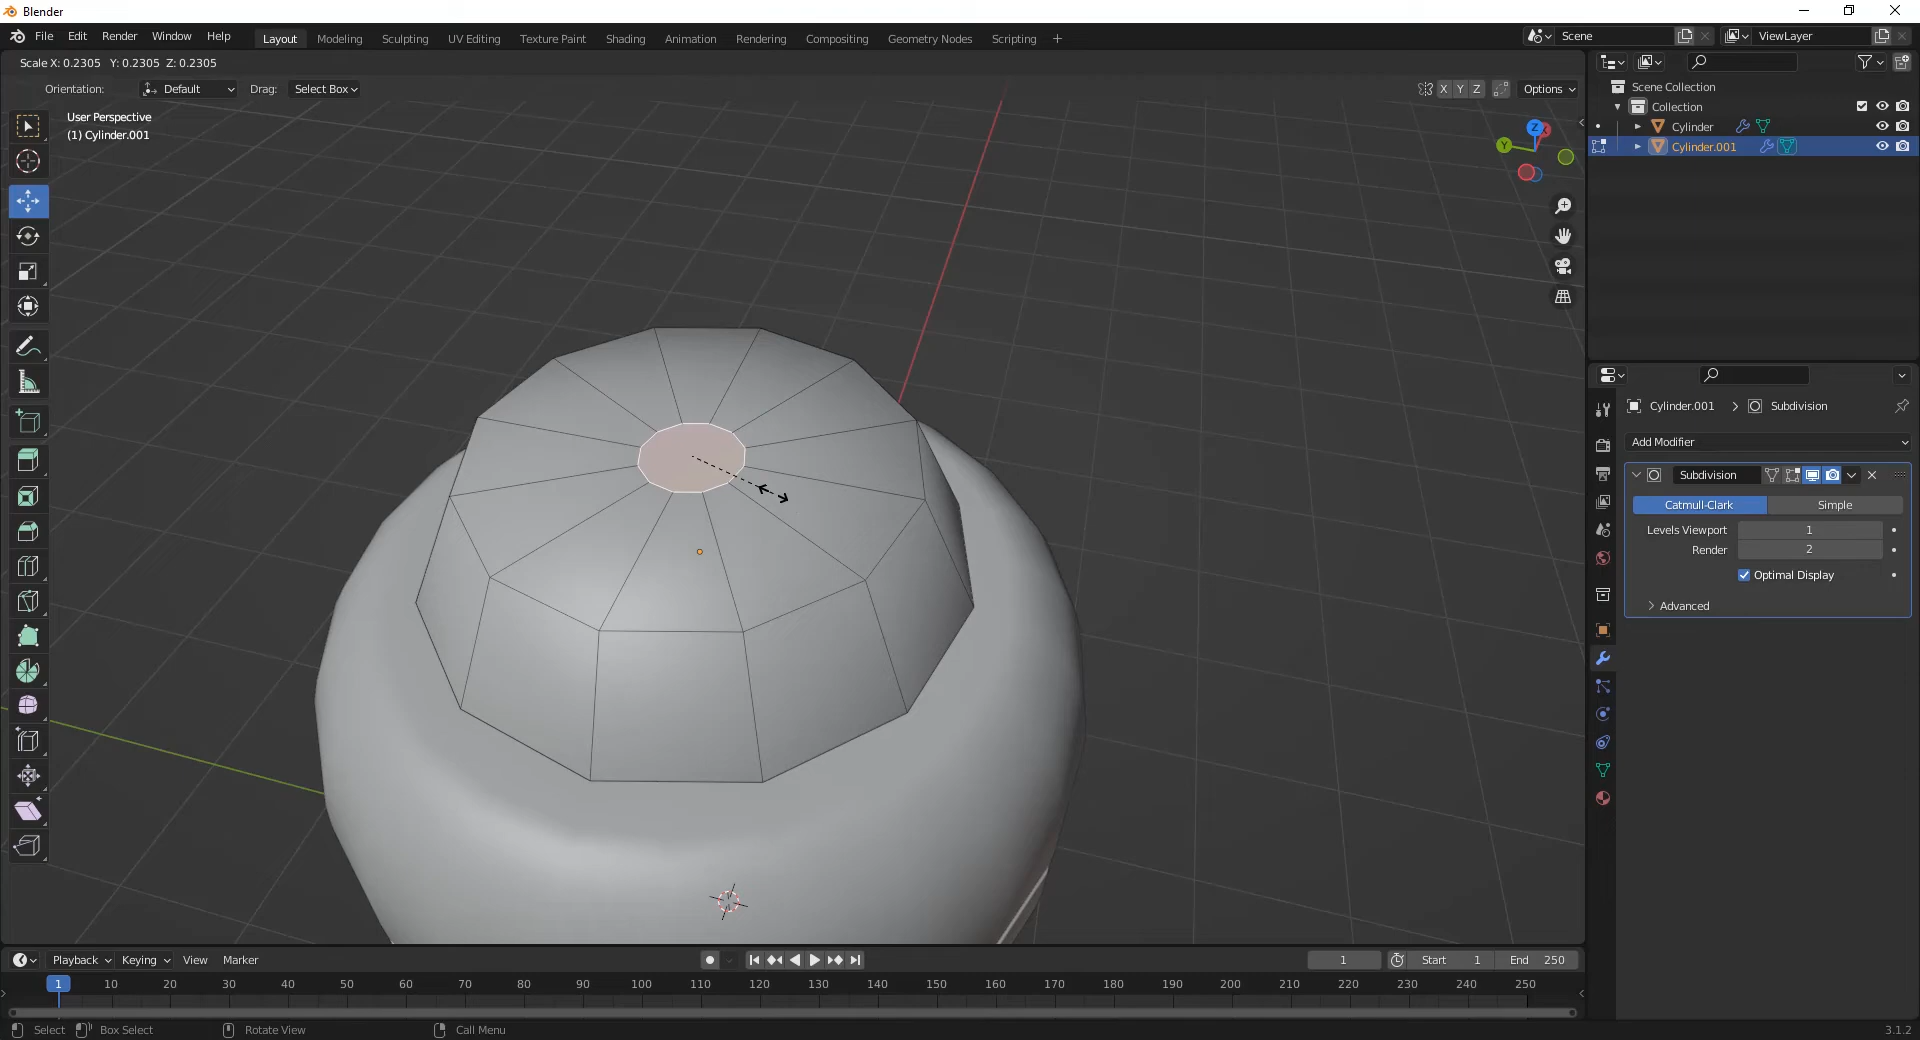 Blender
File Edit Render Window Help Layout Modeling Sculpting UV Editing Texture Paint Shading Animation Rendering Compositing Geometry Nodes Scripting + Scene ViewLayer
Scale X: 0.2305 Y: 0.2305 Z: 0.2305
Orientation: Default Drag: Select Box X Y Z Options
User Perspective
(1) Cylinder.001
Z
Y
Scene Collection
Collection
Cylinder
Cylinder.001
Cylinder.001 > Subdivision
Add Modifier
Subdivision
Catmull-Clark Simple
Levels Viewport 1
Render 2
Optimal Display
Advanced
Playback Keying View Marker 1 Start 1 End 250
1 10 20 30 40 50 60 70 80 90 100 110 120 130 140 150 160 170 180 190 200 210 220 230 240 250
Select Box Select Rotate View Call Menu 3.1.2